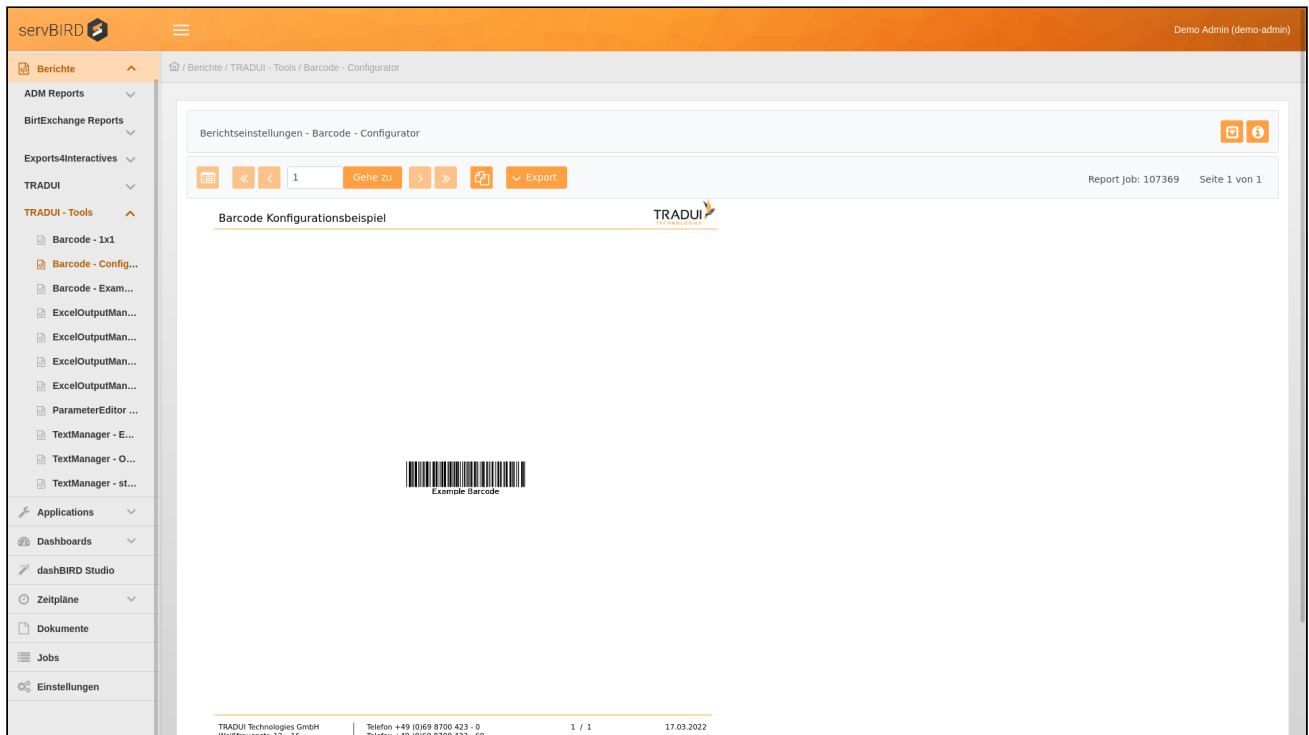 servBIRD
Demo Admin (demo-admin)
Berichte
/ Berichte / TRADUI - Tools / Barcode - Configurator
ADM Reports
BirtExchange Reports
Exports4Interactives
TRADUI
TRADUI - Tools
Barcode - 1x1
Barcode - Config...
Barcode - Exam...
ExcelOutputMan...
ExcelOutputMan...
ExcelOutputMan...
ExcelOutputMan...
ParameterEditor ...
TextManager - E...
TextManager - O...
TextManager - st...
Applications
Dashboards
dashBIRD Studio
Zeitpläne
Dokumente
Jobs
Einstellungen
Berichtseinstellungen - Barcode - Configurator
1 Gehe zu Export
Report Job: 107369 Seite 1 von 1
Barcode Konfigurationsbeispiel
TRADUI
TECHNOLOGIES
Example Barcode
TRADUI Technologies GmbH Telefon +49 (0)69 8700 423 - 0 1 / 1 17.03.2022